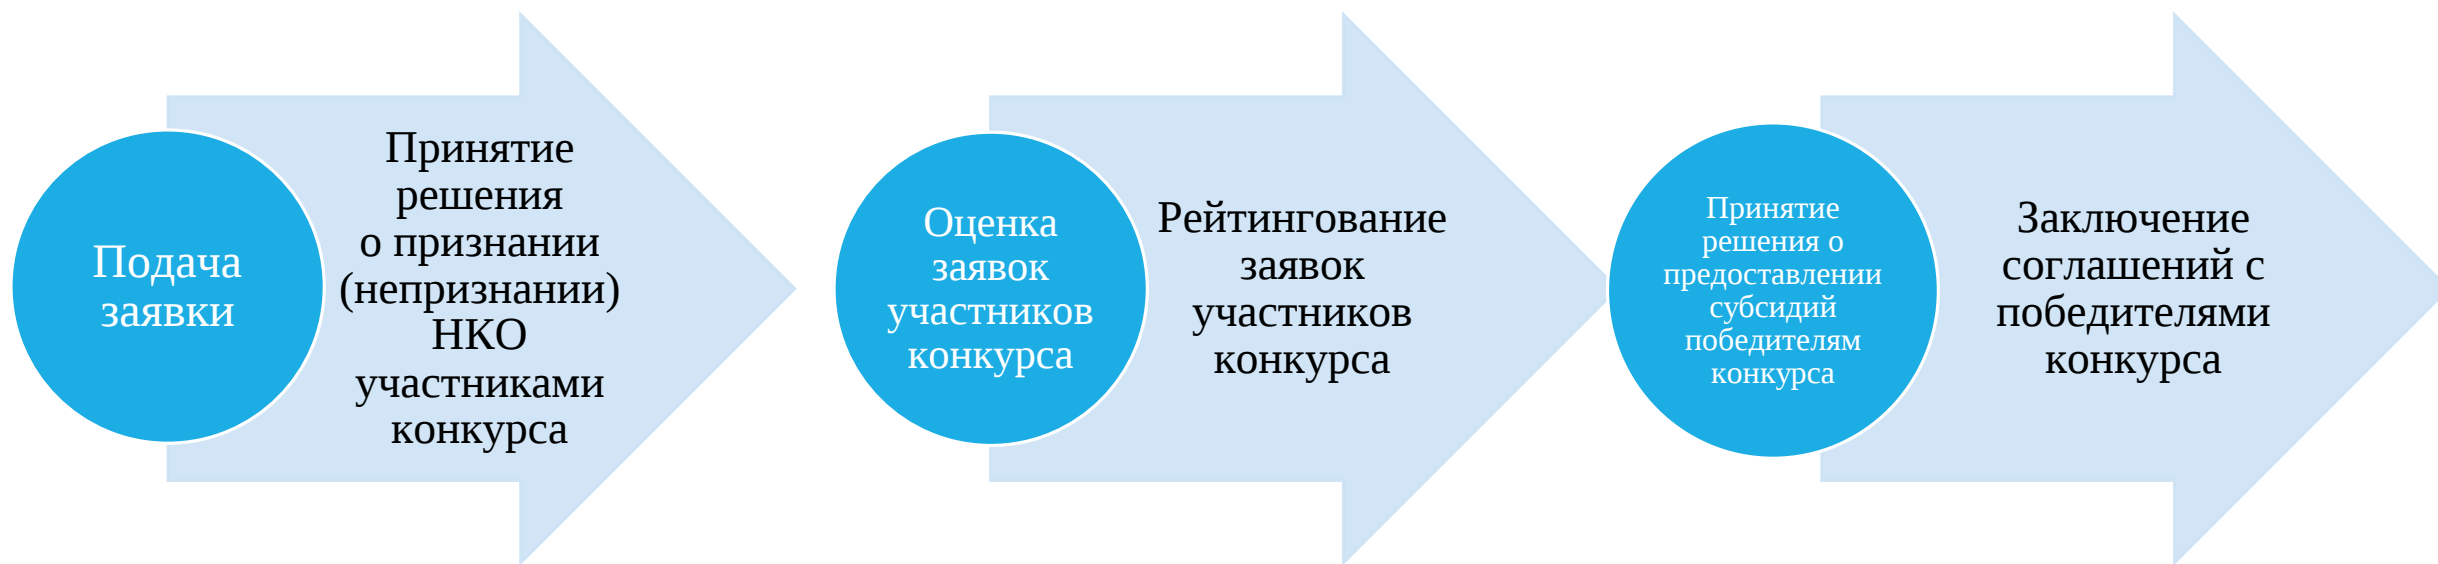 Подача
заявки
Принятие
решения
о признании
(непризнании)
НКО
участниками
конкурса
Оценка
заявок
участников
конкурса
Рейтингование
заявок
участников
конкурса
Принятие
решения о
предоставлении
субсидий
победителям
конкурса
Заключение
соглашений с
победителями
конкурса